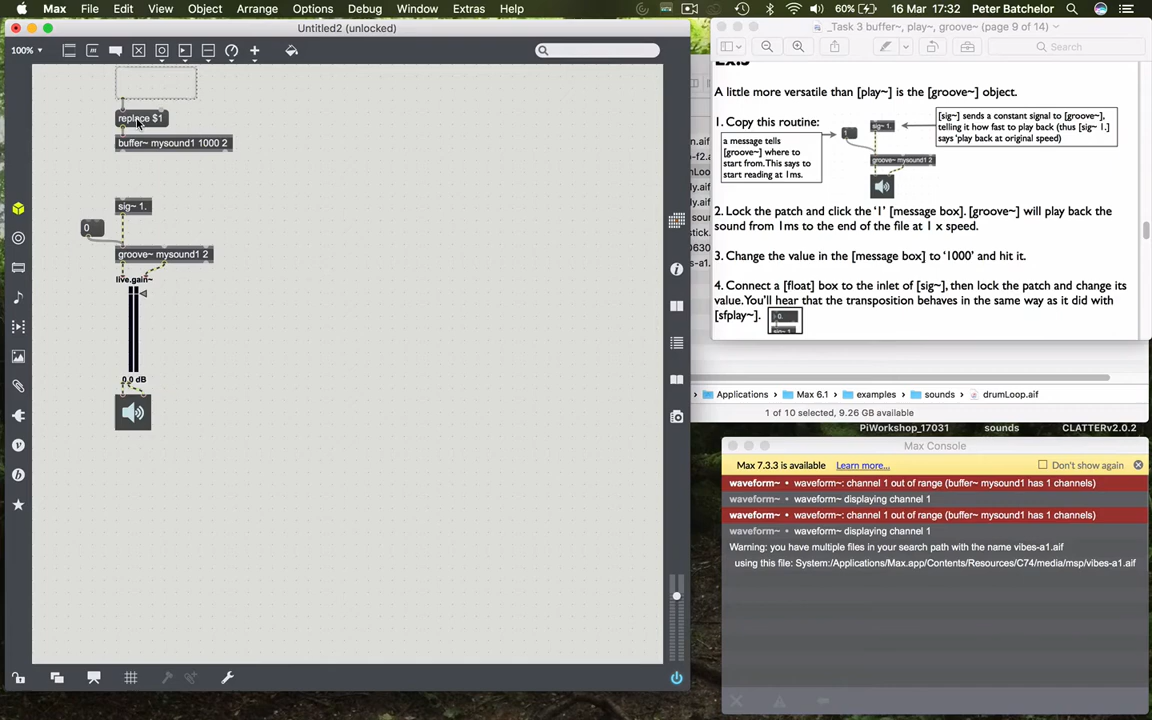 Max File Edit View Object Arrange Options Debug Window Extras Help 60% 16 Mar 17:32 Peter Batchelor
Untitled2 (unlocked)
100%
replace $1
buffer~ mysound1 1000 2
sig~ 1.
0
groove~ mysound1 2
live.gain~
0.0 dB
_Task 3 buffer~, play~, groove~ (page 9 of 14)
Search
Ex.3
A little more versatile than [play~] is the [groove~] object.
1. Copy this routine:
a message tells
[groove~] where to
start from. This says to
start reading at 1ms.
1
sig~ 1.
groove~ mysound1 2
[sig~] sends a constant signal to [groove~],
telling it how fast to play back (thus [sig~ 1.]
says 'play back at original speed)
2. Lock the patch and click the '1' [message box]. [groove~] will play back the
sound from 1ms to the end of the file at 1 x speed.
3. Change the value in the [message box] to '1000' and hit it.
4. Connect a [float] box to the inlet of [sig~], then lock the patch and change its
value. You'll hear that the transposition behaves in the same way as it did with
[sfplay~].
0.
sig~ 1.
Applications Max 6.1 examples sounds drumLoop.aif
1 of 10 selected, 9.26 GB available
PiWorkshop_17031 sounds CLATTERv2.0.2
Max Console
Max 7.3.3 is available Learn more... Don't show again
waveform~ • waveform~: channel 1 out of range (buffer~ mysound1 has 1 channels)
waveform~ • waveform~ displaying channel 1
waveform~ • waveform~: channel 1 out of range (buffer~ mysound1 has 1 channels)
waveform~ • waveform~ displaying channel 1
Warning: you have multiple files in your search path with the name vibes-a1.aif
using this file: System:/Applications/Max.app/Contents/Resources/C74/media/msp/vibes-a1.aif